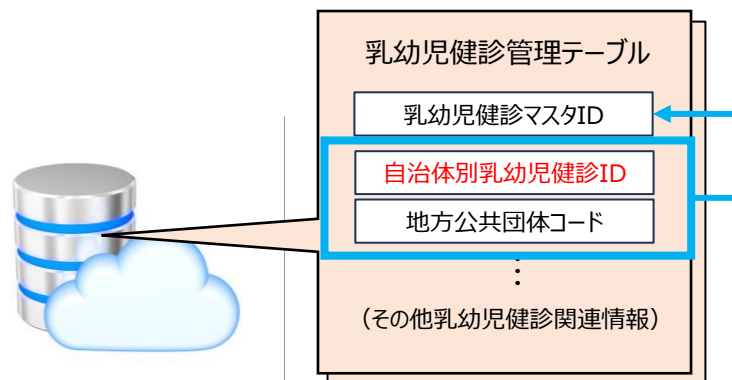 乳幼児健診管理テーブル
乳幼児健診マスタID
自治体別乳幼児健診ID
地方公共団体コード
⋮
（その他乳幼児健診関連情報）